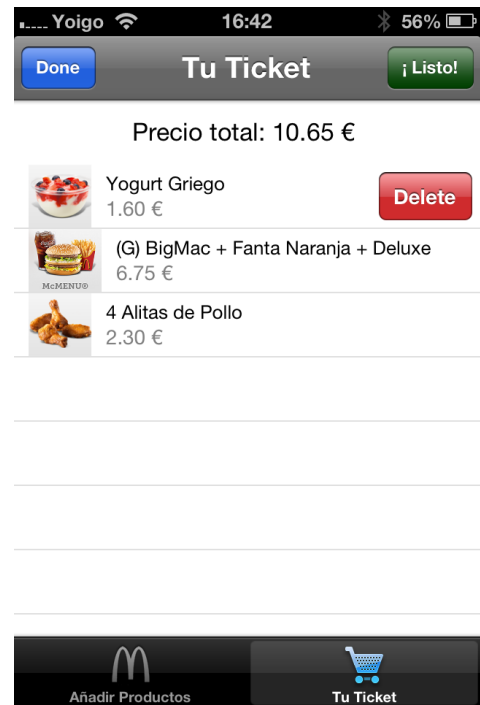 Yoigo 16:42 56%
Done Tu Ticket ¡ Listo!
Precio total: 10.65 €
Yogurt Griego
1.60 €
Delete
(G) BigMac + Fanta Naranja + Deluxe
6.75 €
McMENU®
4 Alitas de Pollo
2.30 €
Añadir Productos Tu Ticket